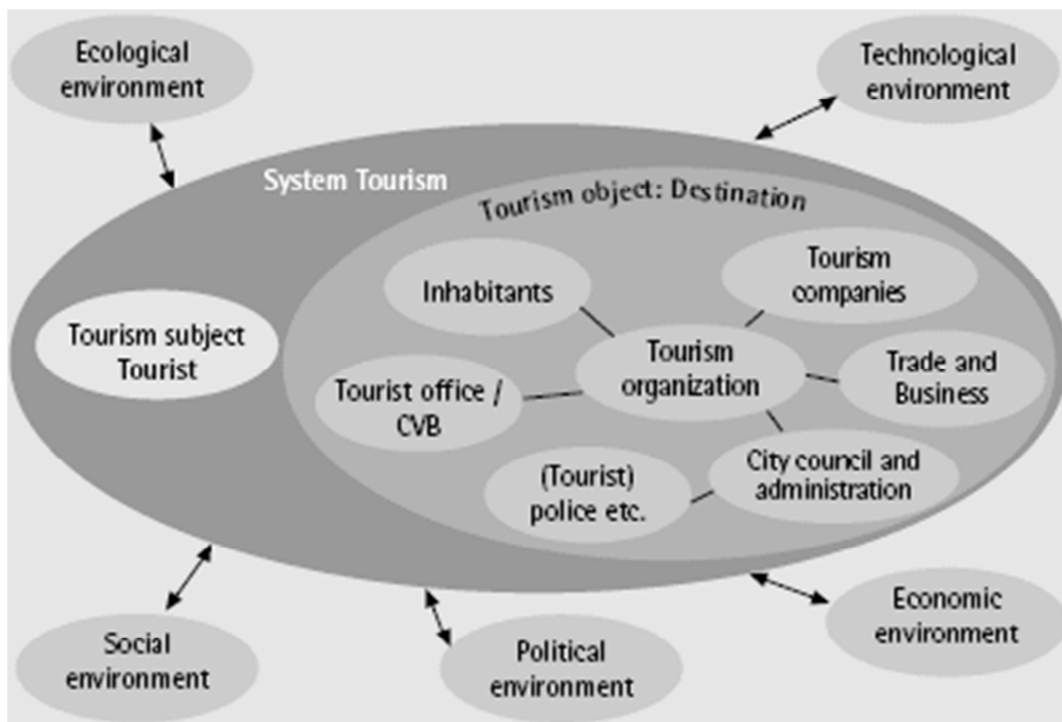 Ecological
environment
Technological
environment
System Tourism
Tourism object: Destination
Inhabitants
Tourism
companies
Tourism subject
Tourist
Tourism
organization
Trade and
Business
Tourist office /
CVB
City council and
administration
(Tourist)
police etc.
Social
environment
Political
environment
Economic
environment